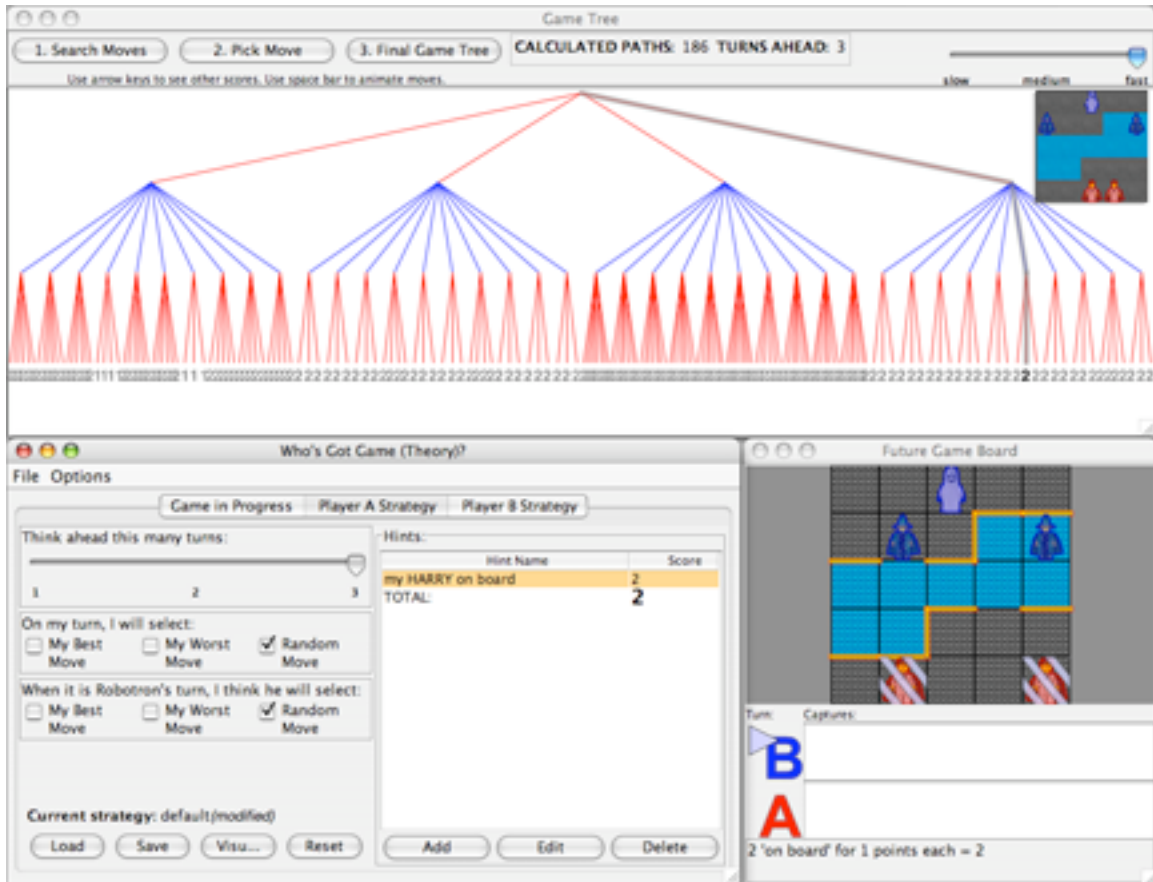 Game Tree
1. Search Moves 2. Pick Move 3. Final Game Tree CALCULATED PATHS: 186 TURNS AHEAD: 3
Use arrow keys to see other scores. Use space bar to animate moves.
slow medium fast
2
Who's Got Game (Theory)?
File Options
Game in Progress Player A Strategy Player B Strategy
Think ahead this many turns:
1 2 3
On my turn, I will select:
My Best Move
My Worst Move
Random Move
When it is Robotron's turn, I think he will select:
My Best Move
My Worst Move
Random Move
Current strategy: default(modified)
Load Save Visu... Reset
Hints:
Hint Name Score
my HARRY on board 2
TOTAL: 2
Add Edit Delete
Future Game Board
Turn: Captures:
B
A
2 'on board' for 1 points each = 2